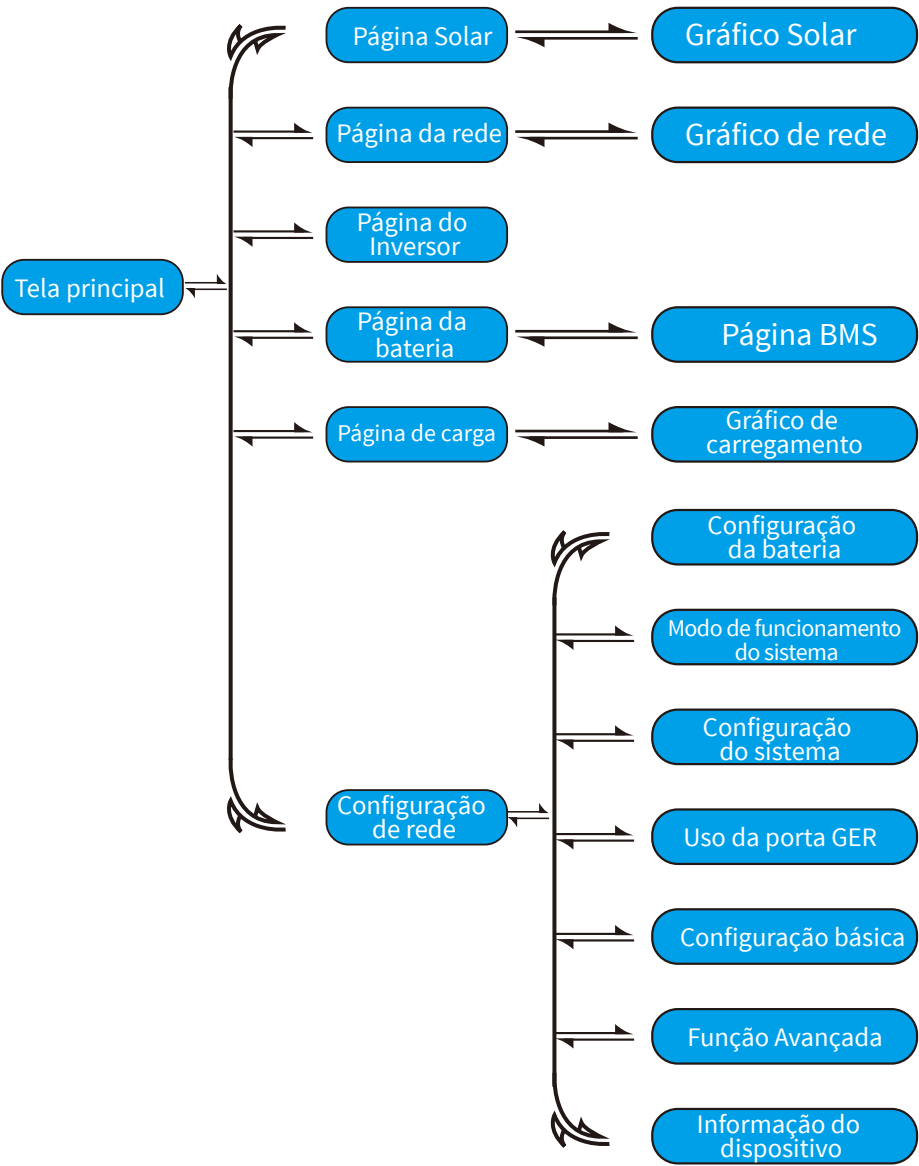 Página Solar
Gráfico Solar
Página da rede
Gráfico de rede
Página do
Inversor
Tela principal
Página da
bateria
Página BMS
Página de carga
Gráfico de
carregamento
Configuração
da bateria
Modo de funcionamento
do sistema
Configuração
do sistema
Configuração
de rede
Uso da porta GER
Configuração básica
Função Avançada
Informação do
dispositivo